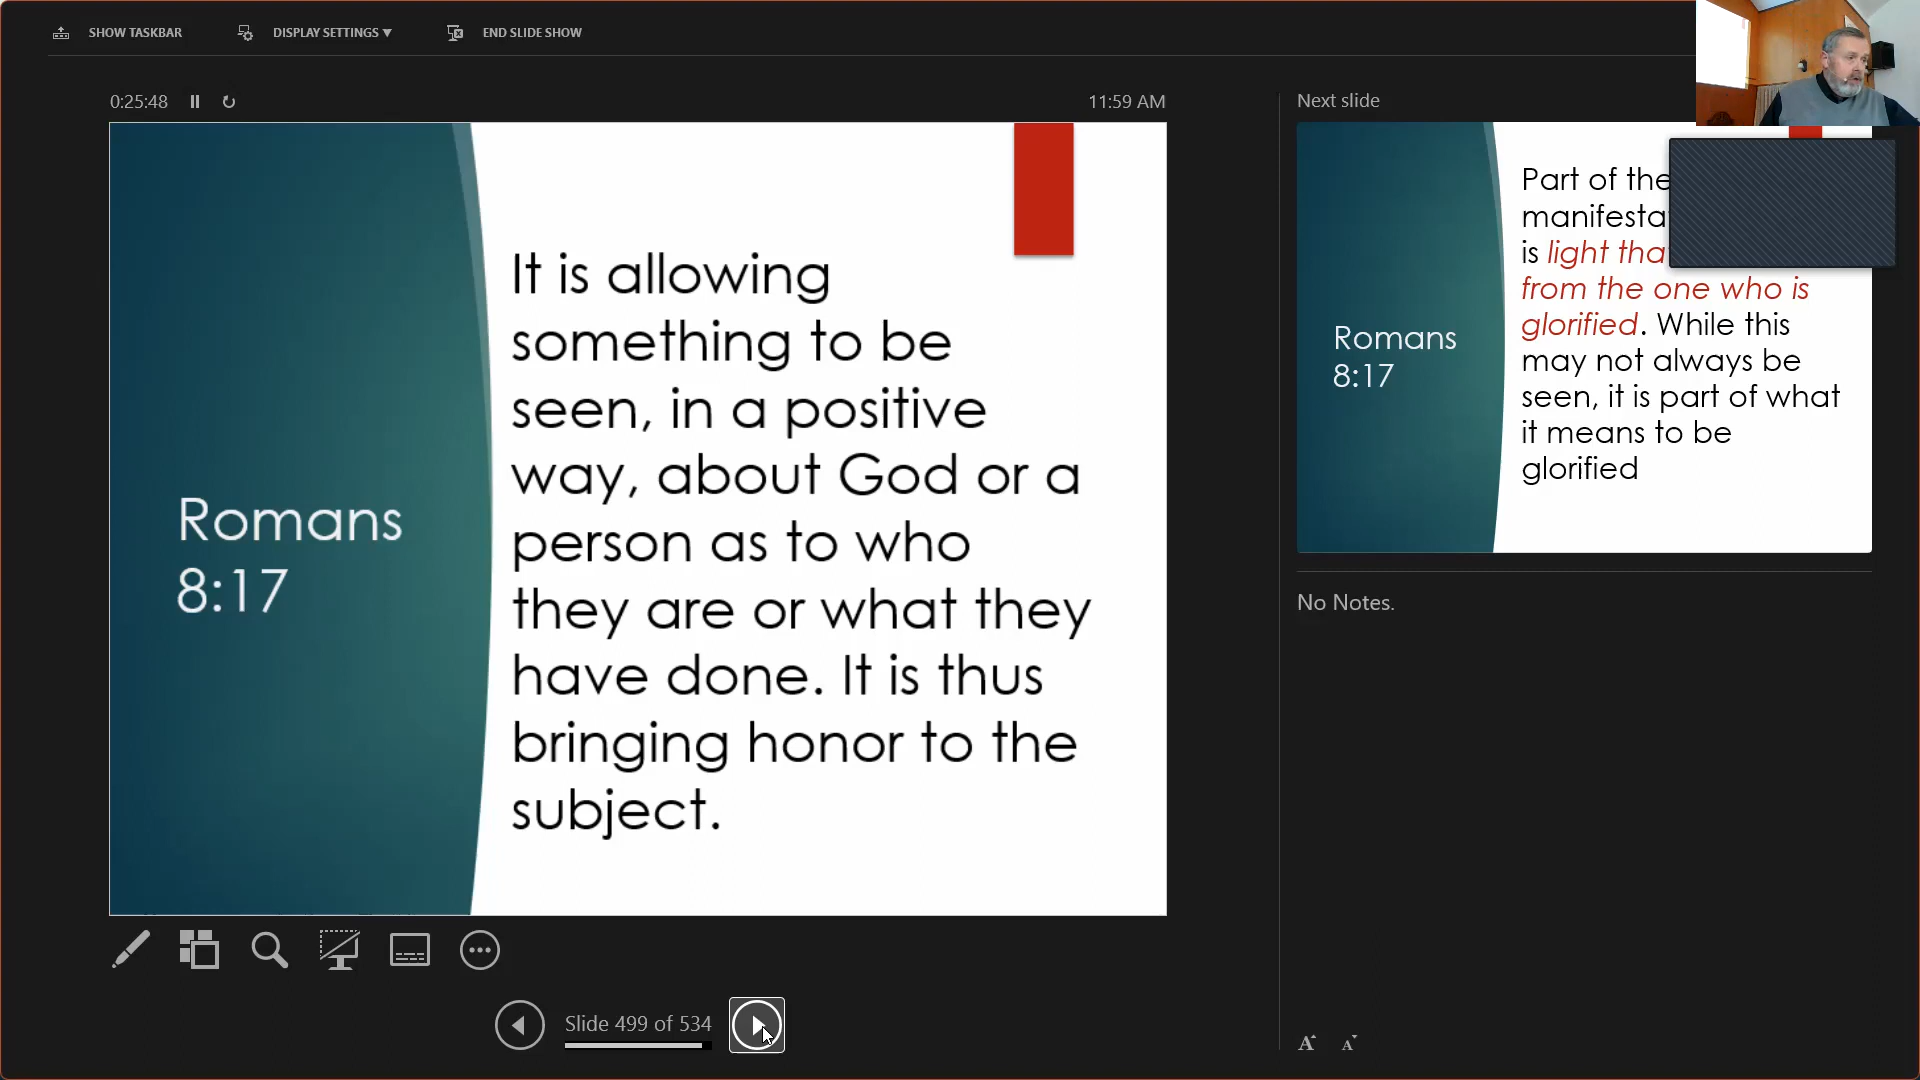 SHOW TASKBAR
DISPLAY SETTINGS ▼
END SLIDE SHOW
0:25:48
11:59 AM
Romans
8:17
It is allowing
something to be
seen, in a positive
way, about God or a
person as to who
they are or what they
have done. It is thus
bringing honor to the
subject.
Slide 499 of 534
Next slide
Romans
8:17
Part of the
is light
from the one who is
glorified. While this
may not always be
seen, it is part of what
it means to be
glorified
No Notes.
A
A